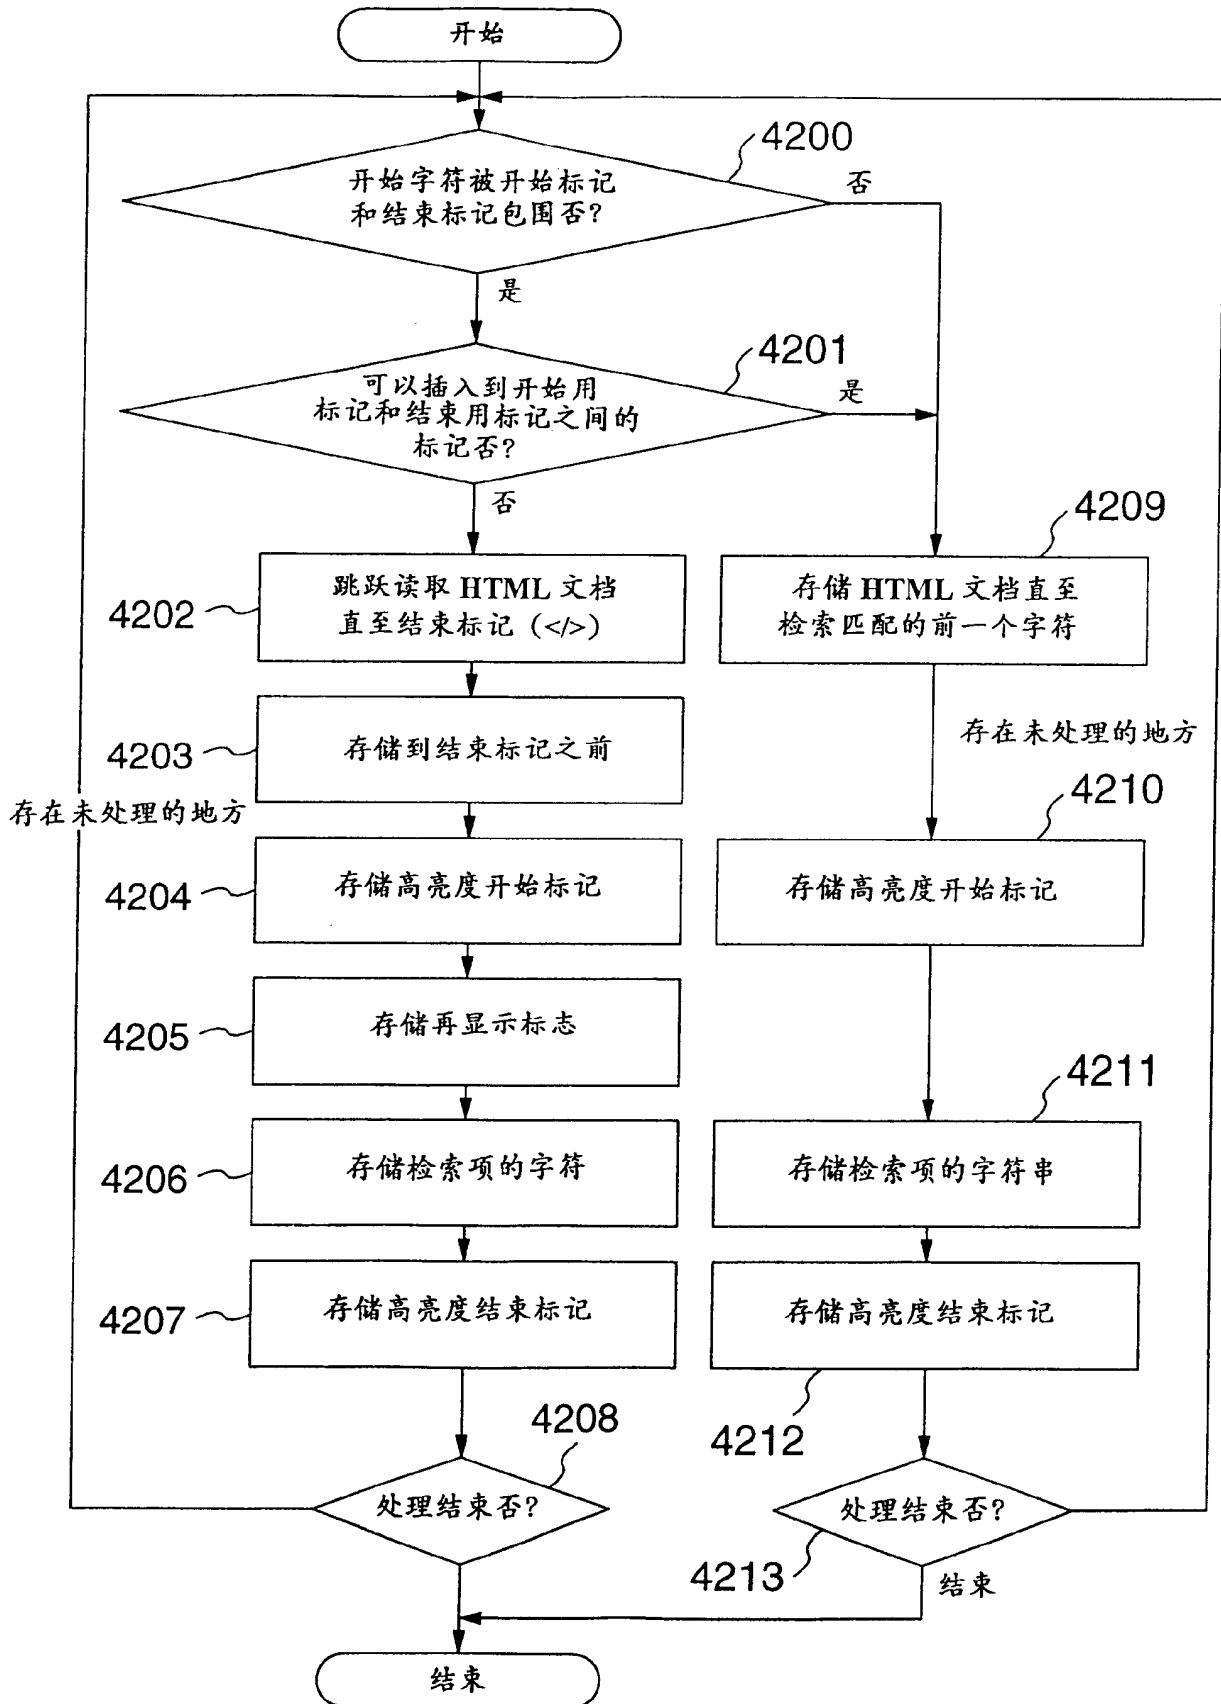 开始
4200
开始字符被开始标记
和结束标记包围否?
否
是
4201
可以插入到开始用
标记和结束用标记之间的
标记否?
是
否
4202
跳跃读取 HTML 文档
直至结束标记 (</>)
4209
存储 HTML 文档直至
检索匹配的前一个字符
4203
存储到结束标记之前
存在未处理的地方
存在未处理的地方
4204
存储高亮度开始标记
4210
存储高亮度开始标记
4205
存储再显示标志
4206
存储检索项的字符
4211
存储检索项的字符串
4207
存储高亮度结束标记
存储高亮度结束标记
4212
4208
处理结束否?
处理结束否?
4213
结束
结束